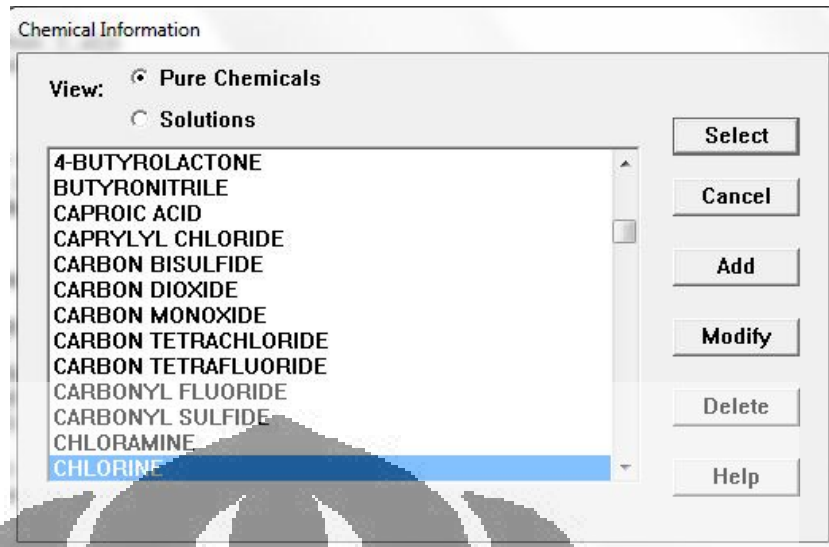 Chemical Information
View:
Pure Chemicals
Solutions
4-BUTYROLACTONE
BUTYRONITRILE
CAPROIC ACID
CAPRYLYL CHLORIDE
CARBON BISULFIDE
CARBON DIOXIDE
CARBON MONOXIDE
CARBON TETRACHLORIDE
CARBON TETRAFLUORIDE
CARBONYL FLUORIDE
CARBONYL SULFIDE
CHLORAMINE
CHLORINE
Select
Cancel
Add
Modify
Delete
Help